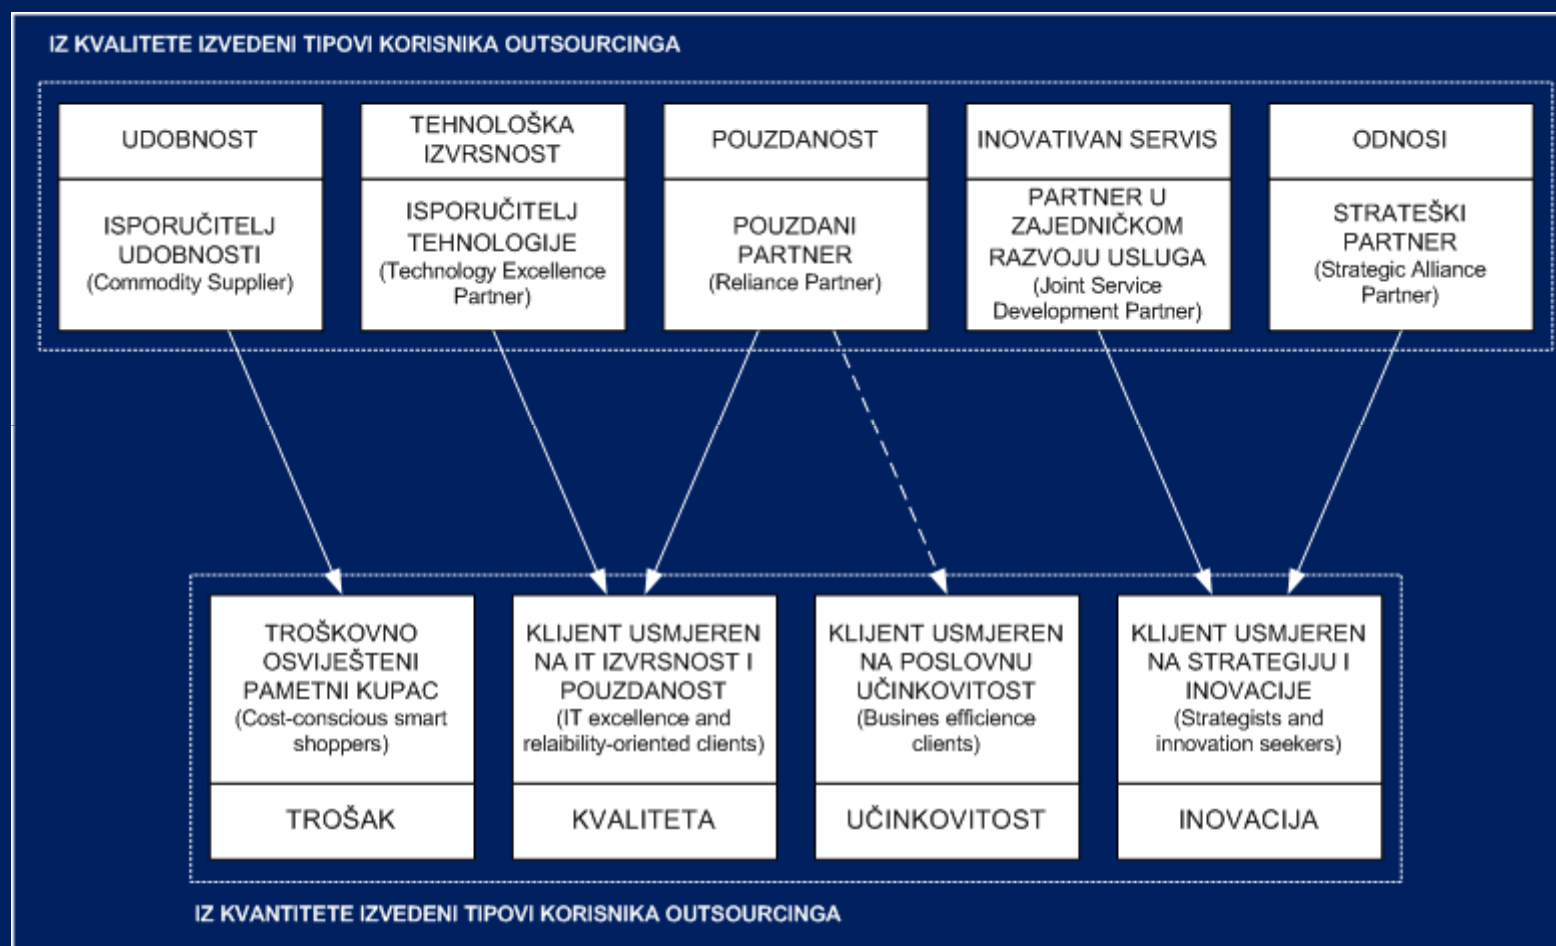 IZ KVALITETE IZVEDENI TIPOVI KORISNIKA OUTSOURCINGA
UDOBNOST
ISPORUČITELJ
UDOBNOSTI
(Commodity Supplier)
TEHNOLOŠKA
IZVRSNOST
ISPORUČITELJ
TEHNOLOGIJE
(Technology Excellence
Partner)
POUZDANOST
POUZDANI
PARTNER
(Reliance Partner)
INOVATIVAN SERVIS
PARTNER U
ZAJEDNIČKOM
RAZVOJU USLUGA
(Joint Service
Development Partner)
ODNOSI
STRATEŠKI
PARTNER
(Strategic Alliance
Partner)
TROŠKOVNO
OSVIJEŠTENI
PAMETNI KUPAC
(Cost-conscious smart
shoppers)
TROŠAK
KLIJENT USMJEREN
NA IT IZVRSNOST I
POUZDANOST
(IT excellence and
relaibility-oriented clients)
KVALITETA
KLIJENT USMJEREN
NA POSLOVNU
UČINKOVITOST
(Busines efficience
clients)
UČINKOVITOST
KLIJENT USMJEREN
NA STRATEGIJU I
INOVACIJE
(Strategists and
innovation seekers)
INOVACIJA
IZ KVANTITETE IZVEDENI TIPOVI KORISNIKA OUTSOURCINGA